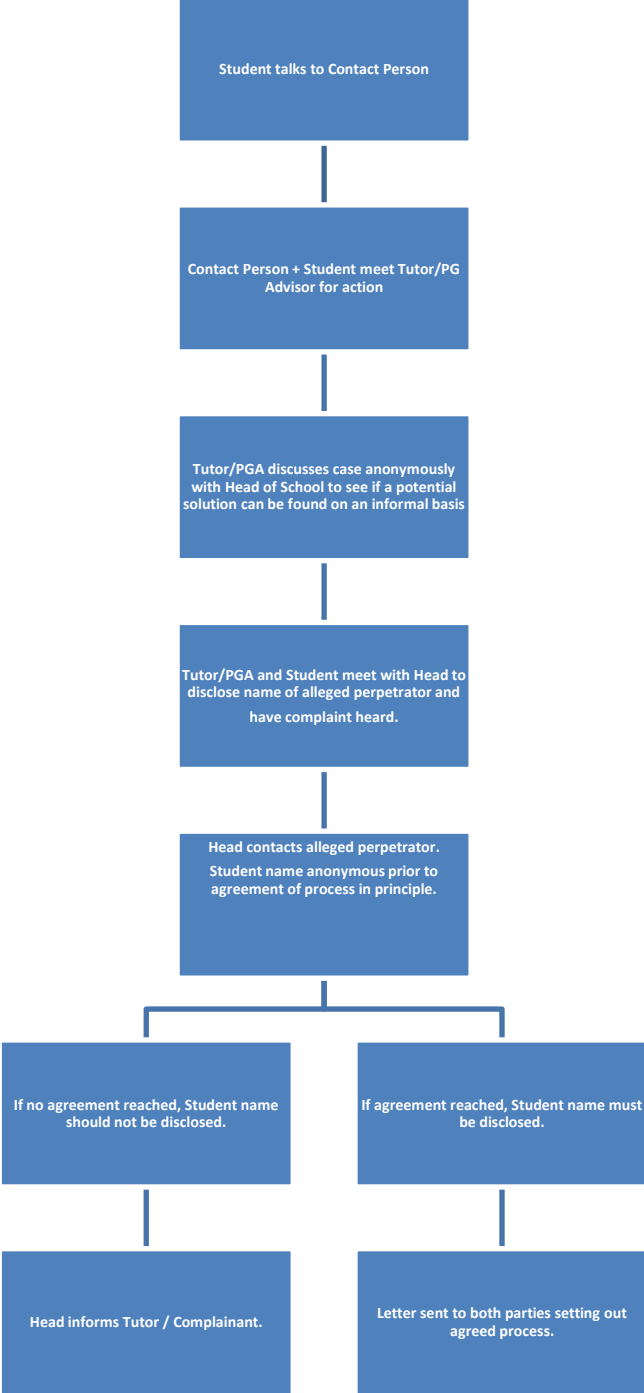 Student talks to Contact Person
Contact Person + Student meet Tutor/PG
Advisor for action
Tutor/PGA discusses case anonymously
with Head of School to see if a potential
solution can be found on an informal basis
Tutor/PGA and Student meet with Head to
disclose name of alleged perpetrator and
have complaint heard.
Head contacts alleged perpetrator.
Student name anonymous prior to
agreement of process in principle.
If no agreement reached, Student name
should not be disclosed.
If agreement reached, Student name must
be disclosed.
Head informs Tutor / Complainant.
Letter sent to both parties setting out
agreed process.